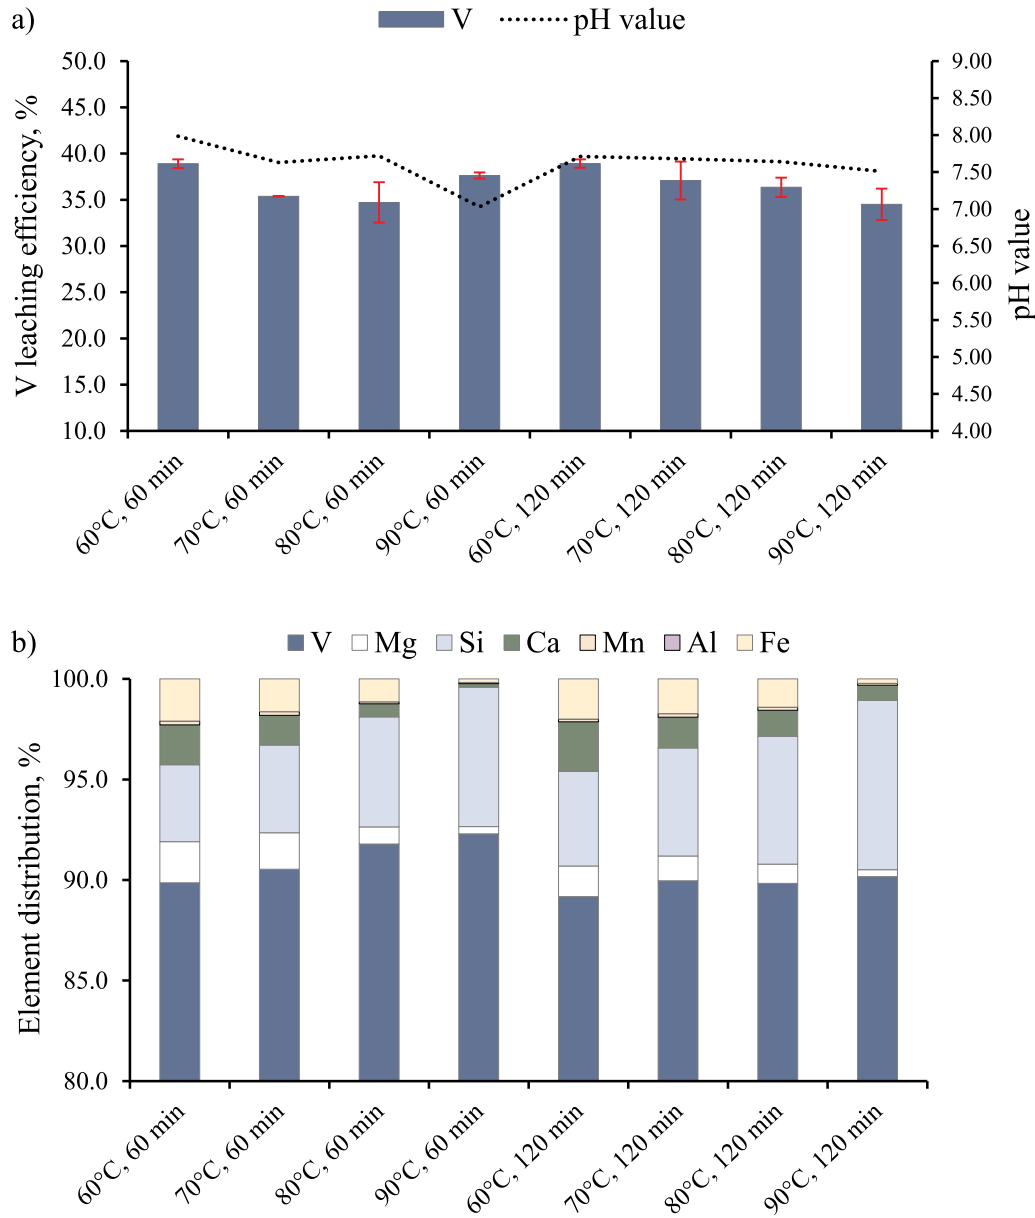 a)
V
pH value
V leaching efficiency, %
50.0
45.0
40.0
35.0
30.0
25.0
20.0
15.0
10.0
9.00
8.50
8.00
7.50
7.00
6.50
6.00
5.50
5.00
4.50
4.00
pH value
60°C, 60 min
70°C, 60 min
80°C, 60 min
90°C, 60 min
60°C, 120 min
70°C, 120 min
80°C, 120 min
90°C, 120 min
b)
V
Mg
Si
Ca
Mn
Al
Fe
Element distribution, %
100.0
95.0
90.0
85.0
80.0
60°C, 60 min
70°C, 60 min
80°C, 60 min
90°C, 60 min
60°C, 120 min
70°C, 120 min
80°C, 120 min
90°C, 120 min